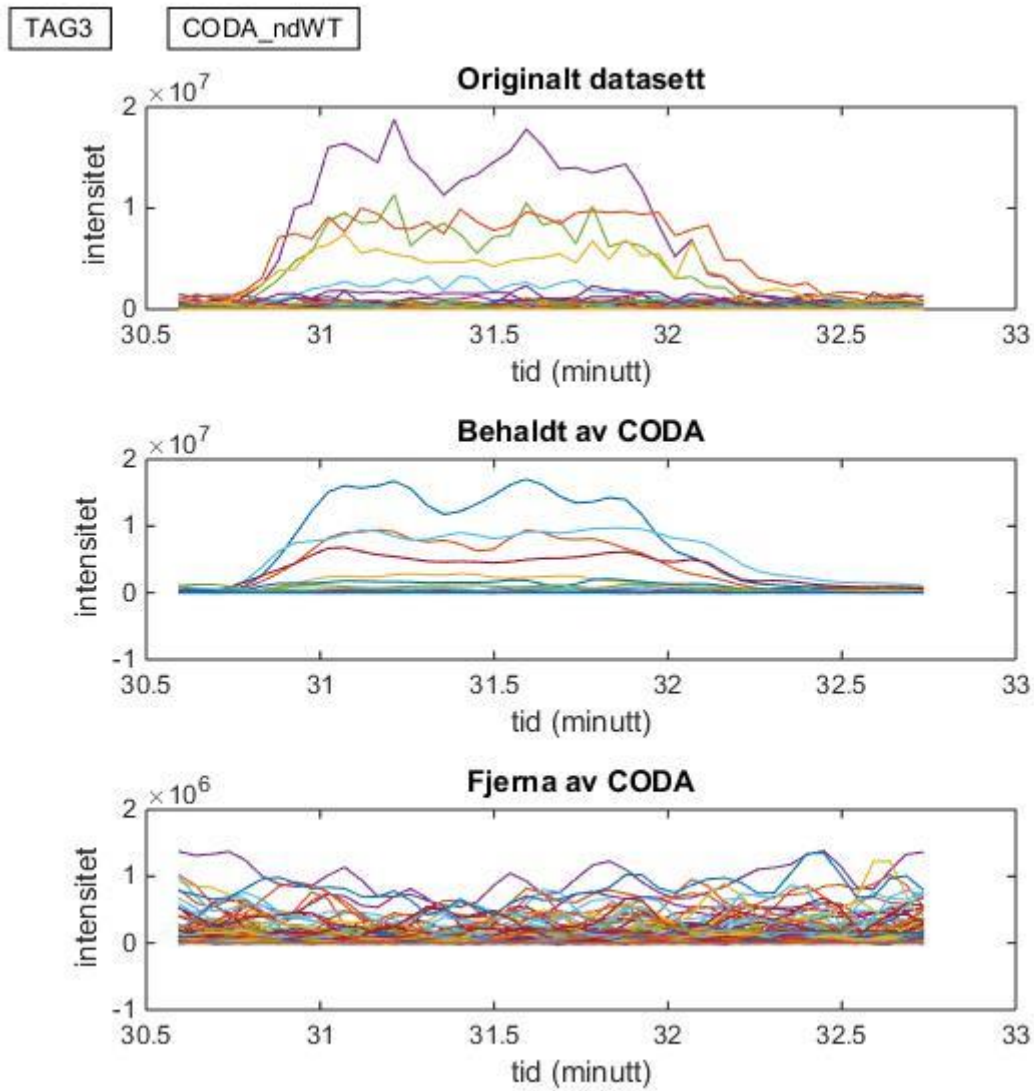 TAG3 CODA_ndWT
Originalt datasett
×10^7
2
1
0
intensitet
30.5 31 31.5 32 32.5 33
tid (minutt)
Behaldt av CODA
×10^7
2
1
0
-1
intensitet
30.5 31 31.5 32 32.5 33
tid (minutt)
Fjerna av CODA
×10^6
2
1
0
-1
intensitet
30.5 31 31.5 32 32.5 33
tid (minutt)